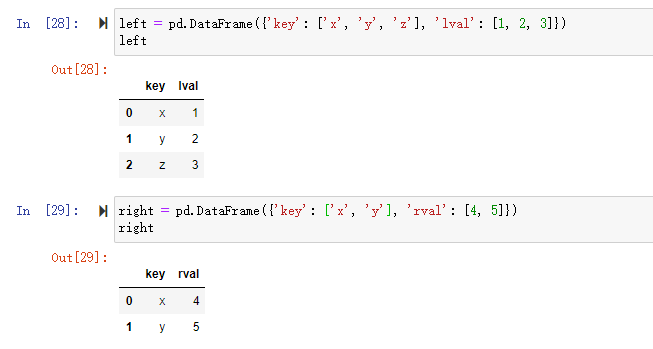 In [28]: left = pd.DataFrame({'key': ['x', 'y', 'z'], 'lval': [1, 2, 3]})
left
Out[28]:
key lval
0 x 1
1 y 2
2 z 3
In [29]: right = pd.DataFrame({'key': ['x', 'y'], 'rval': [4, 5]})
right
Out[29]:
key rval
0 x 4
1 y 5